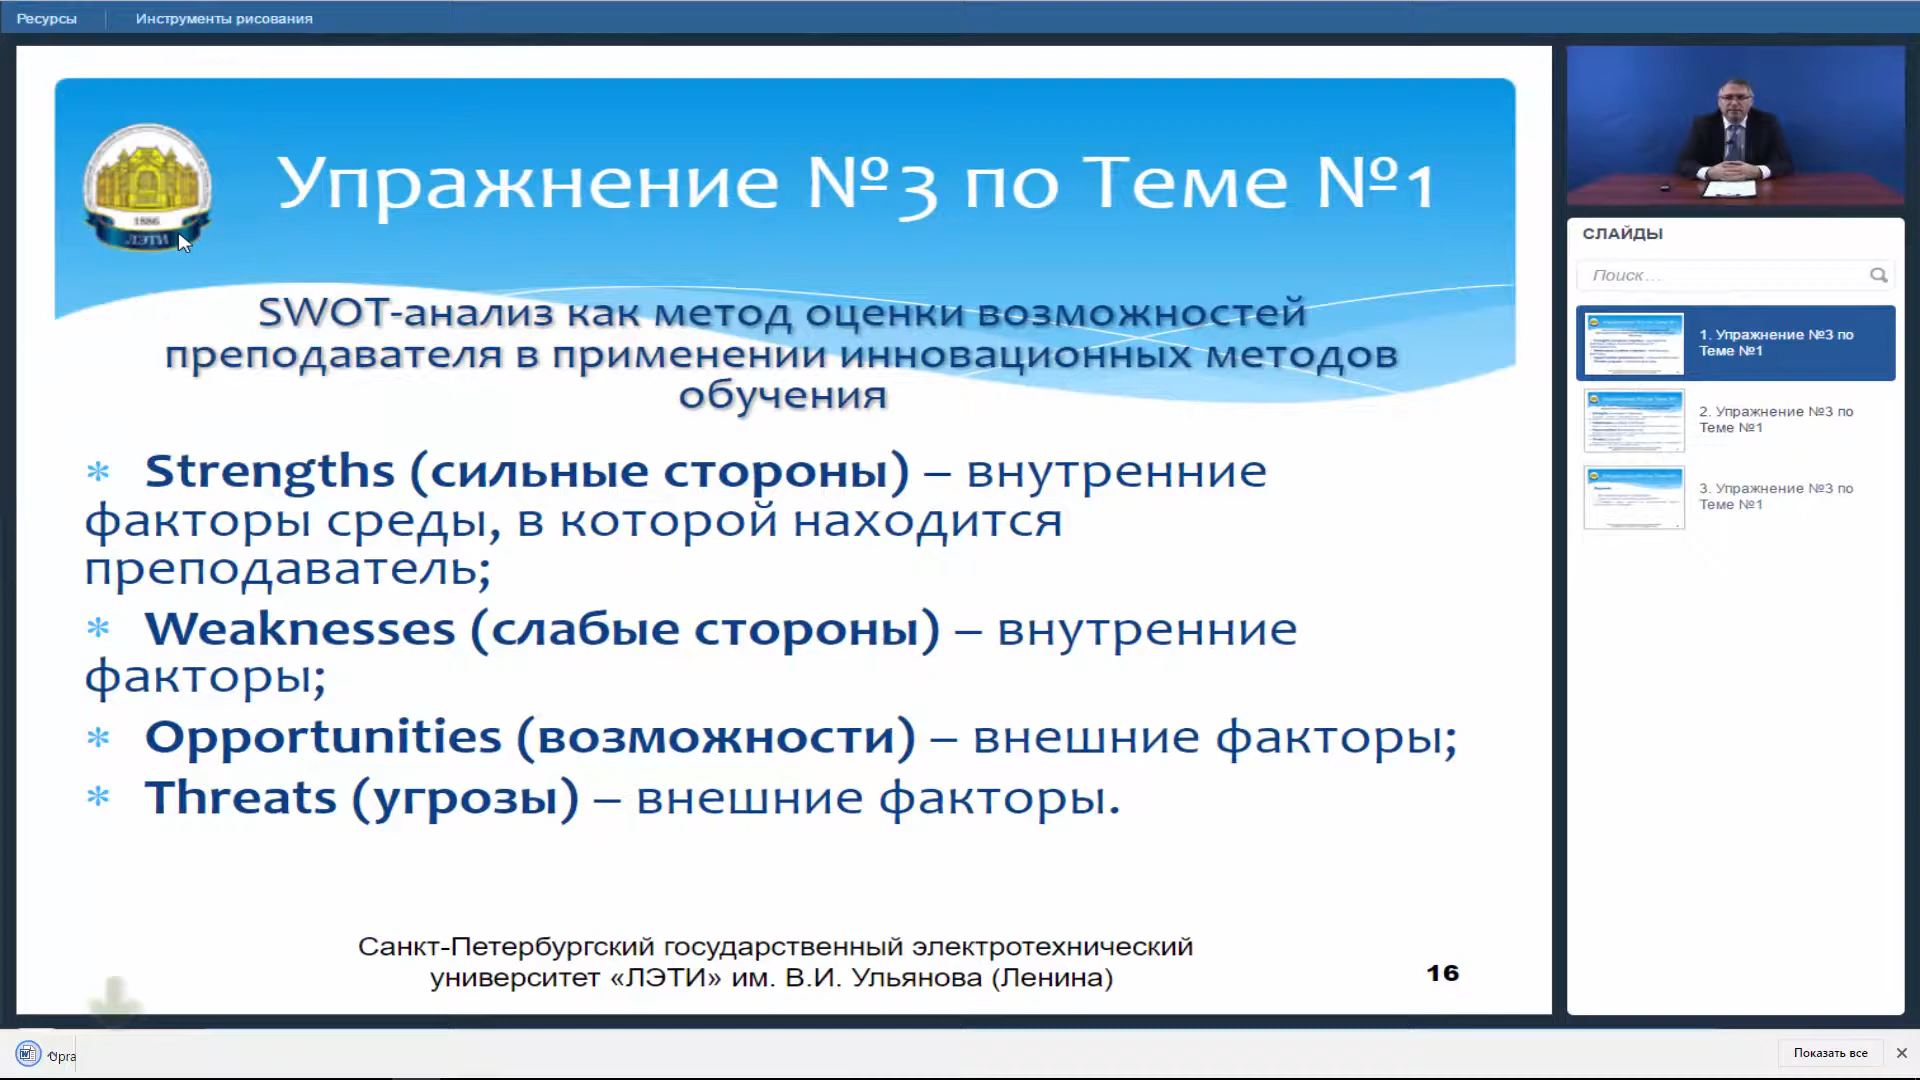 Ресурсы
Инструменты рисования
1886
ЛЭТИ
Упражнение №3 по Теме №1
SWOT-анализ как метод оценки возможностей
преподавателя в применении инновационных методов
обучения
* Strengths (сильные стороны) – внутренние
факторы среды, в которой находится
преподаватель;
* Weaknesses (слабые стороны) – внутренние
факторы;
* Opportunities (возможности) – внешние факторы;
* Threats (угрозы) – внешние факторы.
Санкт-Петербургский государственный электротехнический
университет «ЛЭТИ» им. В.И. Ульянова (Ленина)
16
СЛАЙДЫ
Поиск...
1. Упражнение №3 по
Теме №1
2. Упражнение №3 по
Теме №1
3. Упражнение №3 по
Теме №1
Показать все